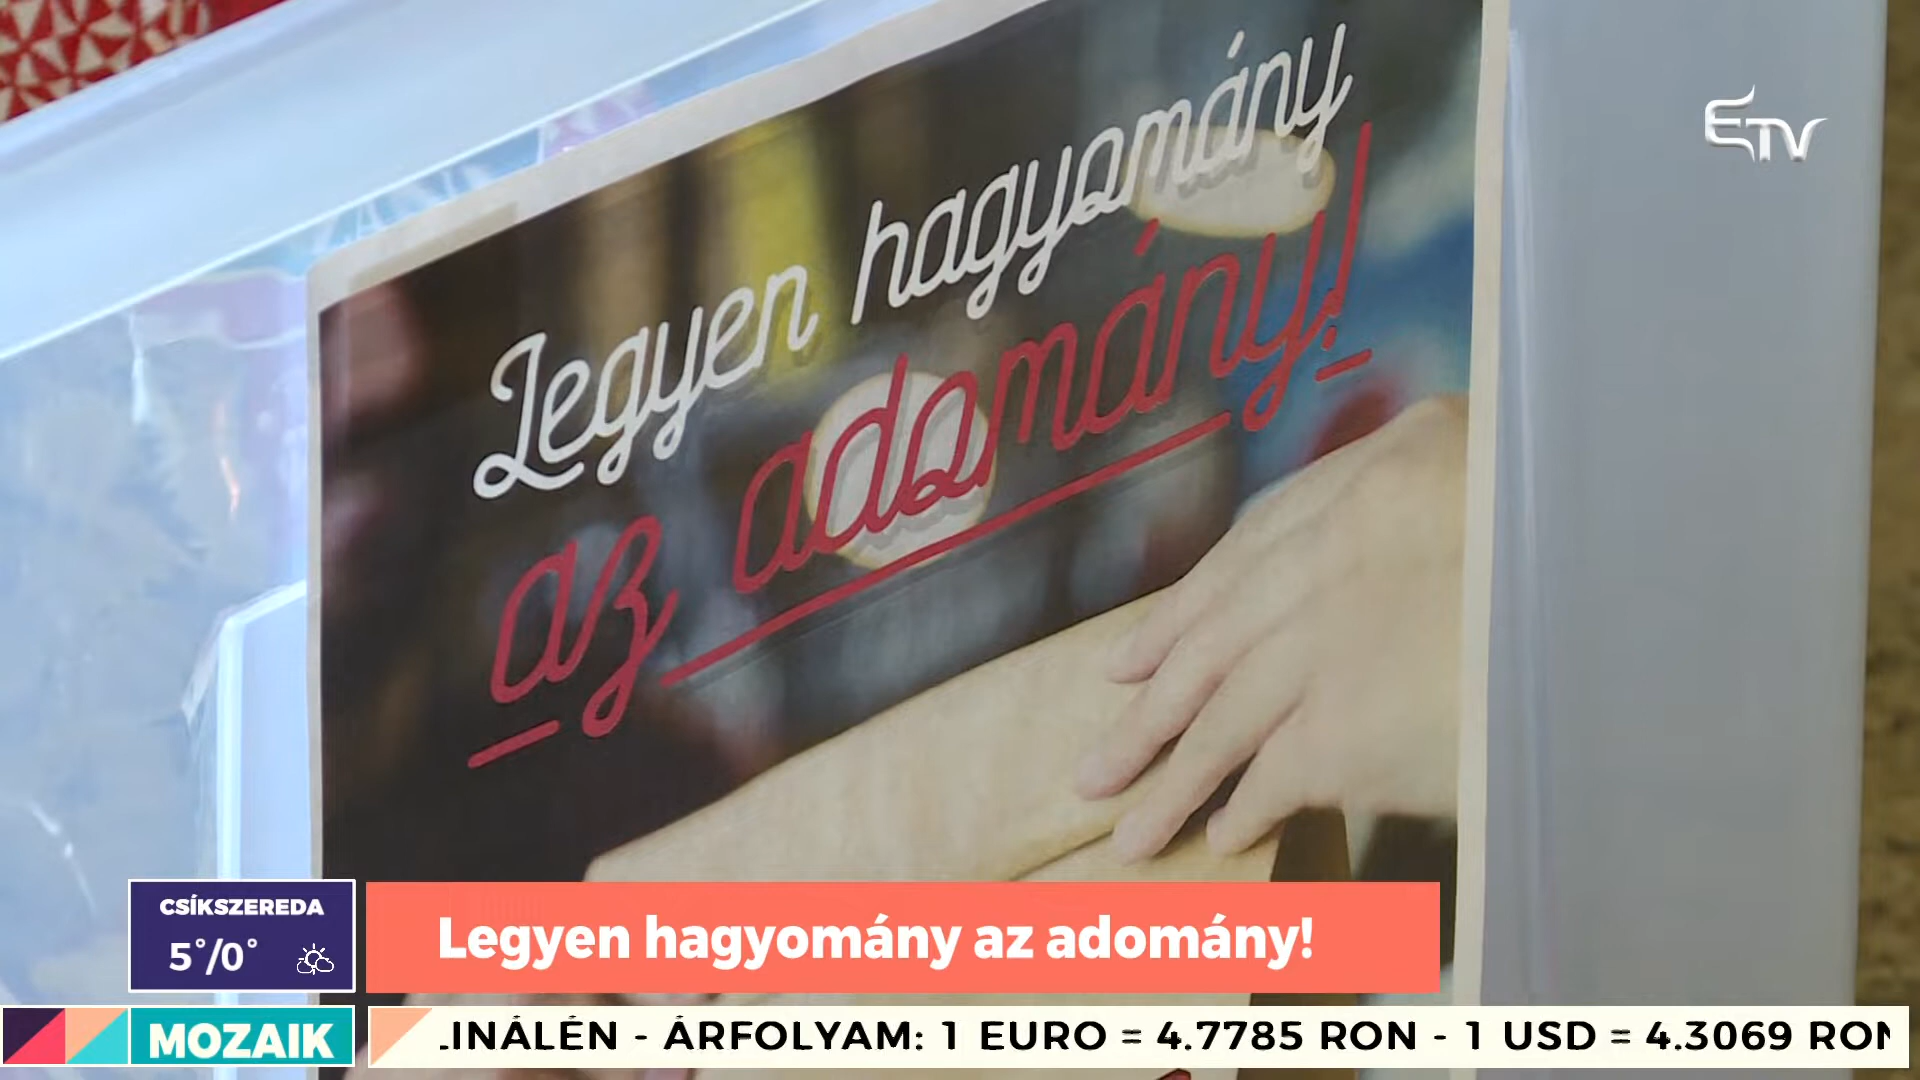 Legyen hagyomány
az adomány!
ETV
CSÍKSZEREDA
5°/0°
Legyen hagyomány az adomány!
MOZAIK
INÁLÉN - ÁRFOLYAM: 1 EURO = 4.7785 RON - 1 USD = 4.3069 RON